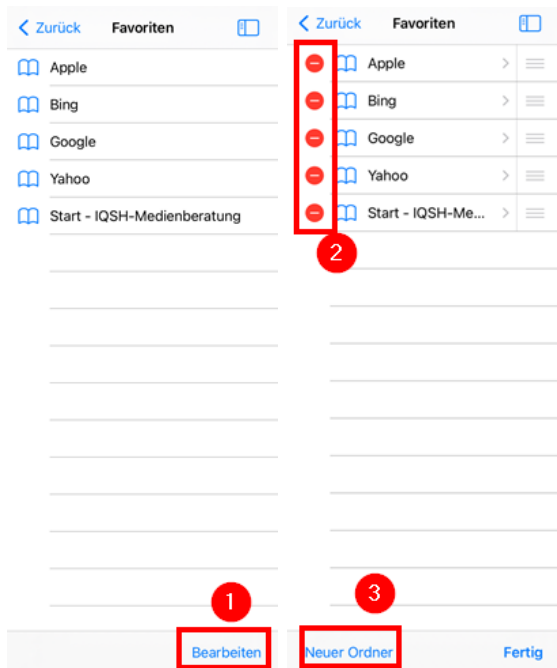 Zurück Favoriten
Apple
Bing
Google
Yahoo
Start - IQSH-Medienberatung
1
Bearbeiten
Zurück Favoriten
Apple
Bing
Google
Yahoo
Start - IQSH-Me...
2
3
Neuer Ordner Fertig